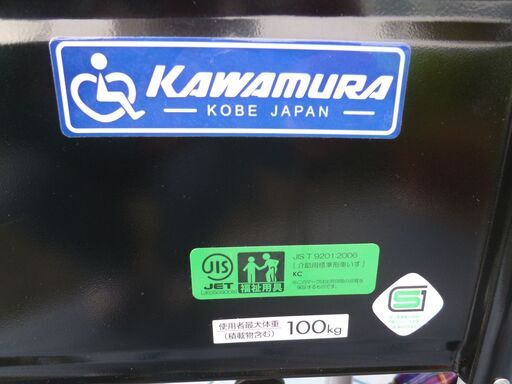 KAWAMURA
KOBE JAPAN
JIS
JET
福祉用具
JIS T 9201:2006
[介助用標準形車いす]
KC
使用者最大体重
(積載物含む)
100kg